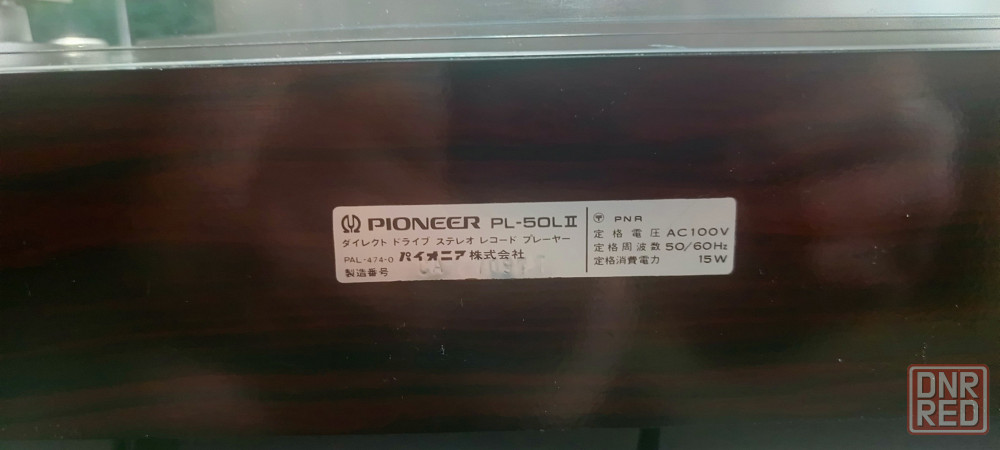 PIONEER PL-50LII
ダイレクト ドライブ ステレオ レコード プレーヤー
PAL-474-0 パイオニア株式会社
製造番号
PNA
定格電圧 AC100V
定格周波数 50/60Hz
定格消費電力 15W
DNR
RED